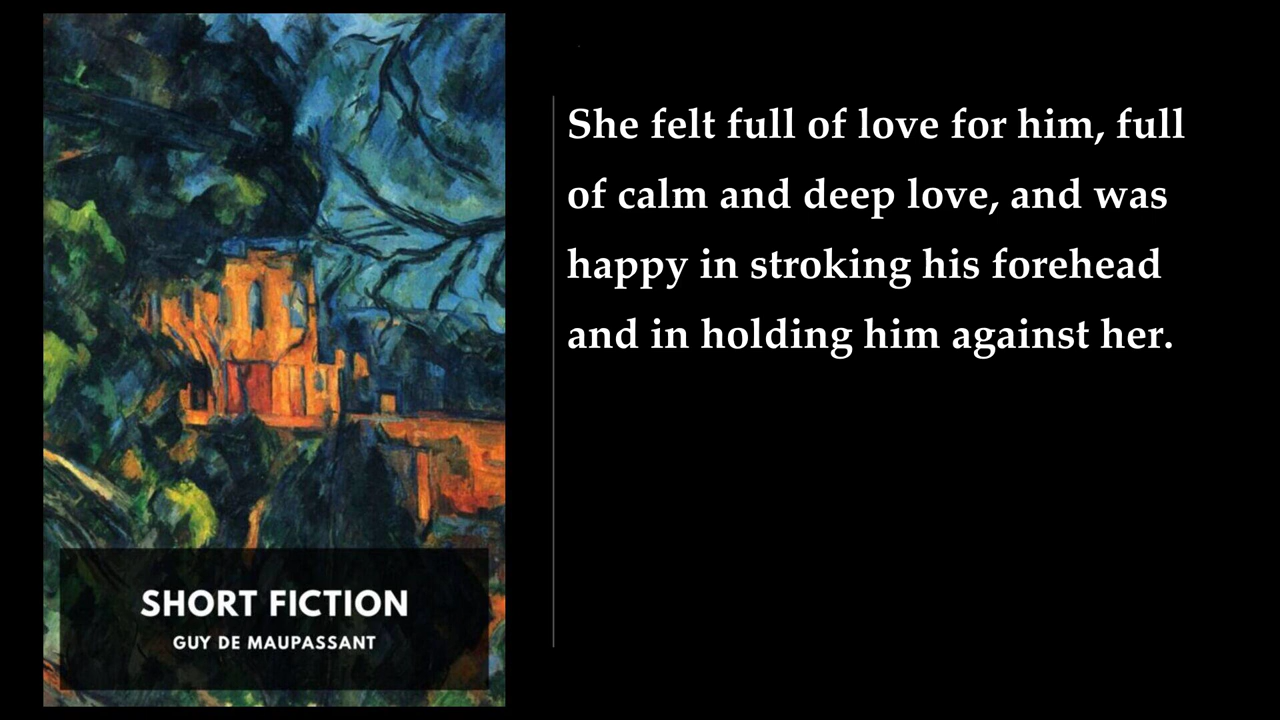 She felt full of love for him, full
of calm and deep love, and was
happy in stroking his forehead
and in holding him against her.
SHORT FICTION
GUY DE MAUPASSANT